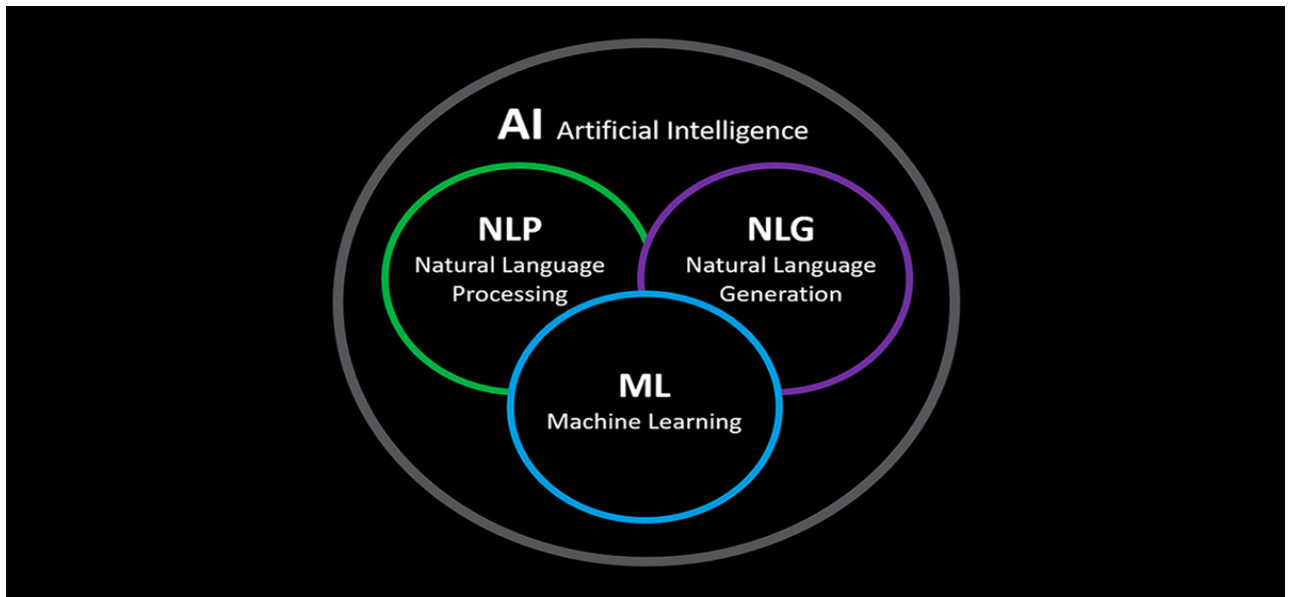 AI Artificial Intelligence
NLP
Natural Language
Processing
NLG
Natural Language
Generation
ML
Machine Learning